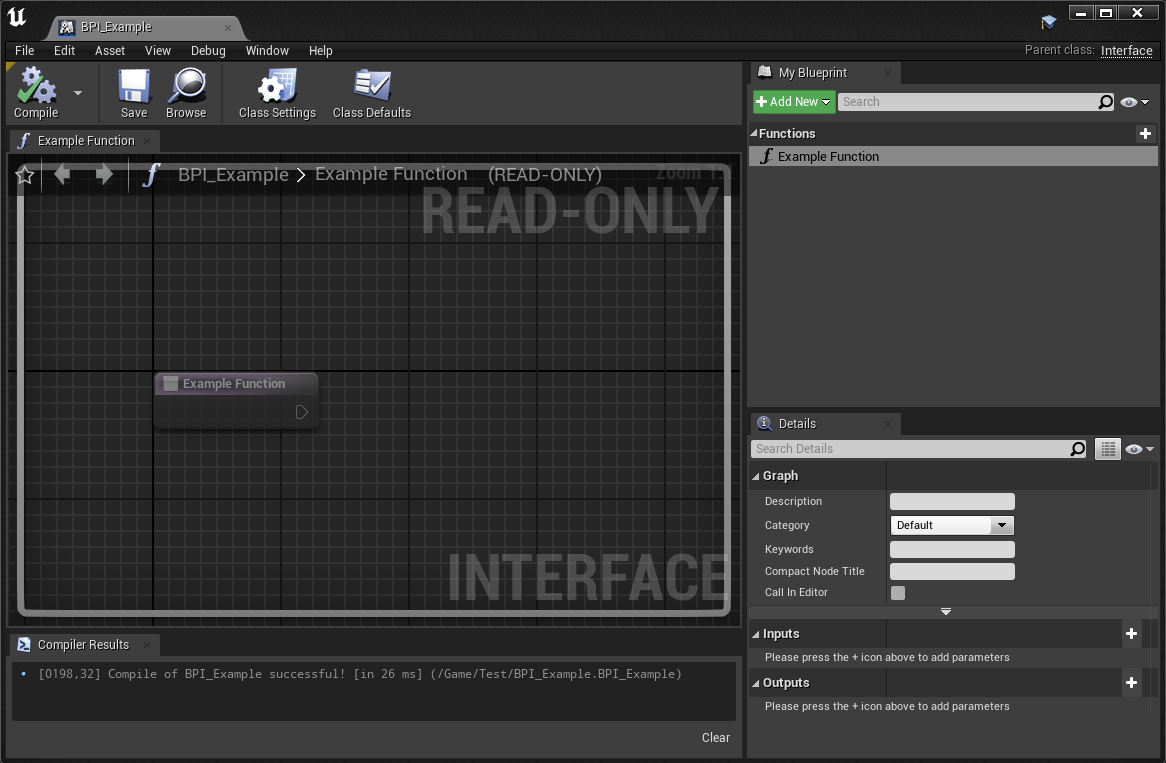 BPI_Example
File Edit Asset View Debug Window Help
Parent class: Interface
Compile Save Browse Class Settings Class Defaults
Example Function
BPI_Example > Example Function (READ-ONLY)
Zoom
READ-ONLY
Example Function
INTERFACE
Compiler Results
[0198,32] Compile of BPI_Example successful! [in 26 ms] (/Game/Test/BPI_Example.BPI_Example)
Clear
My Blueprint
+ Add New Search
Functions
Example Function
Details
Search Details
Graph
Description
Category Default
Keywords
Compact Node Title
Call In Editor
Inputs
Please press the + icon above to add parameters
Outputs
Please press the + icon above to add parameters